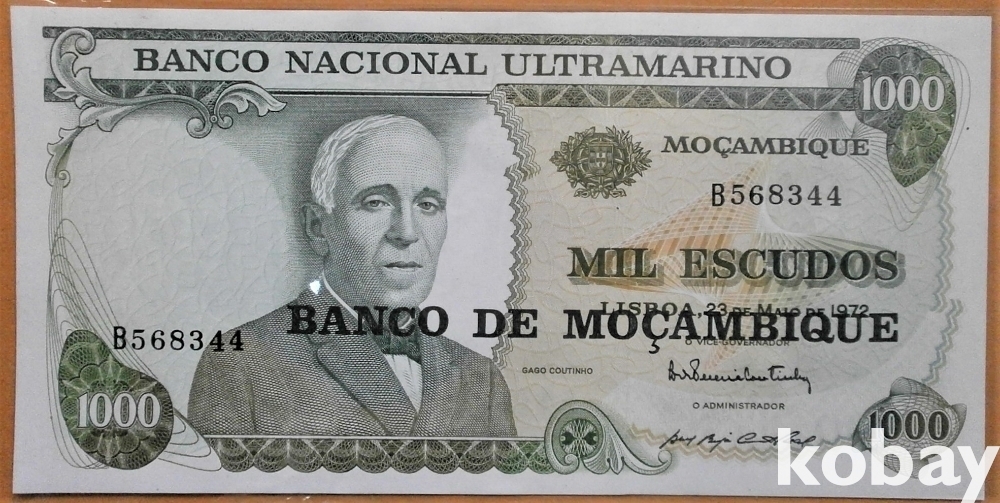 BANCO NACIONAL ULTRAMARINO
1000
MOÇAMBIQUE
B568344
MIL ESCUDOS
LISBOA, 23 DE MAIO DE 1972
BANCO DE MOÇAMBIQUE
B568344
O VICE-GOVERNADOR
GAGO COUTINHO
O ADMINISTRADOR
1000
1000
kobay